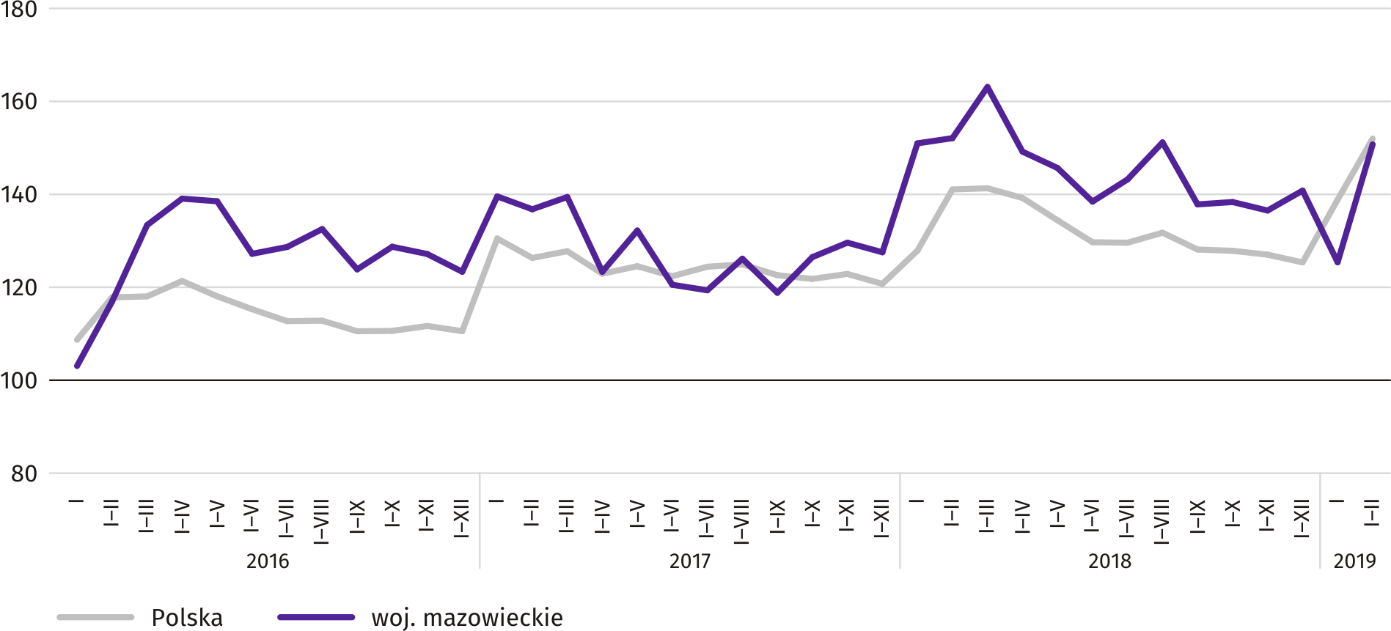 180
160
140
120
100
80
I I–II I–III I–IV I–V I–VI I–VII I–VIII I–IX I–X I–XI I–XII I I–II I–III I–IV I–V I–VI I–VII I–VIII I–IX I–X I–XI I–XII I I–II I–III I–IV I–V I–VI I–VII I–VIII I–IX I–X I–XI I–XII I I–II
2016 2017 2018 2019
Polska woj. mazowieckie